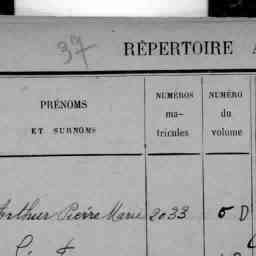 37
RÉPERTOIRE A
PRÉNOMS
ET SURNOMS
NUMÉROS
ma-
tricules
NUMÉRO
du
volume
Arthur Pierre Marie 2033 5 D